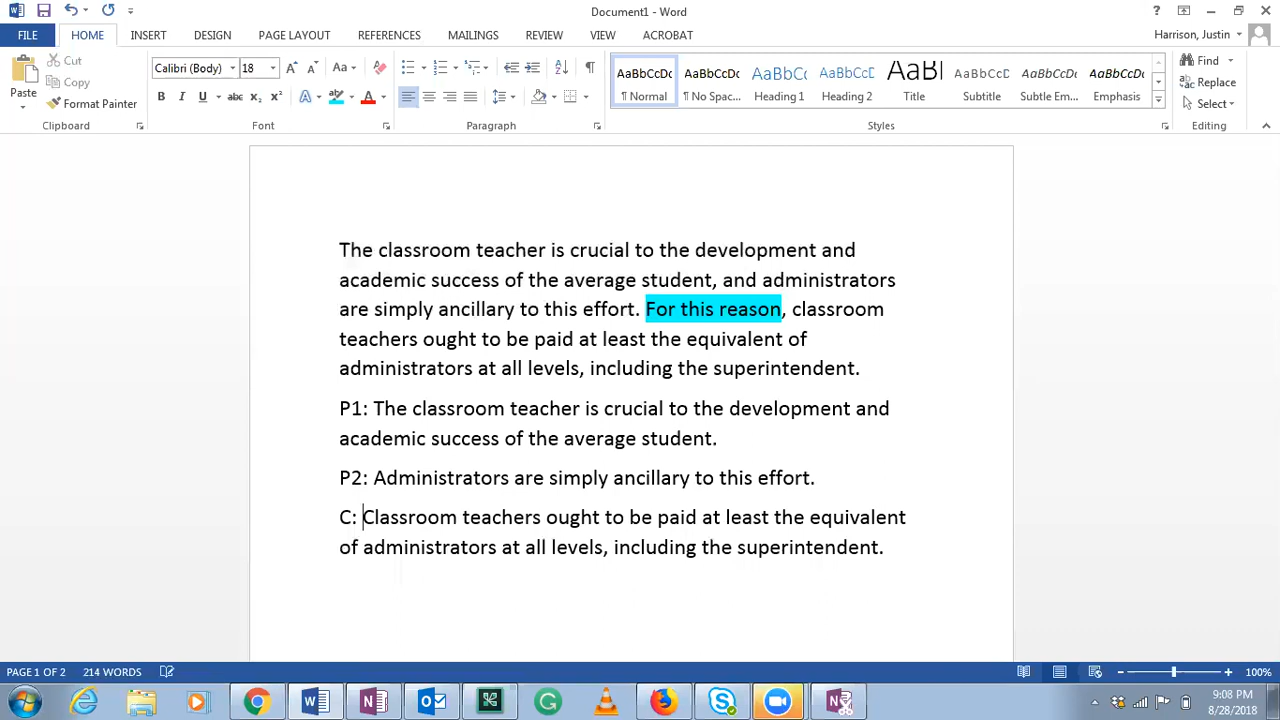 Document1 - Word
FILE HOME INSERT DESIGN PAGE LAYOUT REFERENCES MAILINGS REVIEW VIEW ACROBAT Harrison, Justin
Paste Cut Copy Format Painter Clipboard
Calibri (Body) 18 Font
Paragraph
AaBbCcDc ¶ Normal
AaBbCcDc ¶ No Spac...
AaBbCc Heading 1
AaBbCcD Heading 2
AaBl Title
AaBbCcD Subtitle
AaBbCcDc Subtle Em...
AaBbCcDc Emphasis
Styles
Find Replace Select Editing
The classroom teacher is crucial to the development and
academic success of the average student, and administrators
are simply ancillary to this effort. For this reason, classroom
teachers ought to be paid at least the equivalent of
administrators at all levels, including the superintendent.
P1: The classroom teacher is crucial to the development and
academic success of the average student.
P2: Administrators are simply ancillary to this effort.
C: Classroom teachers ought to be paid at least the equivalent
of administrators at all levels, including the superintendent.
PAGE 1 OF 2 214 WORDS 100%
9:08 PM
8/28/2018